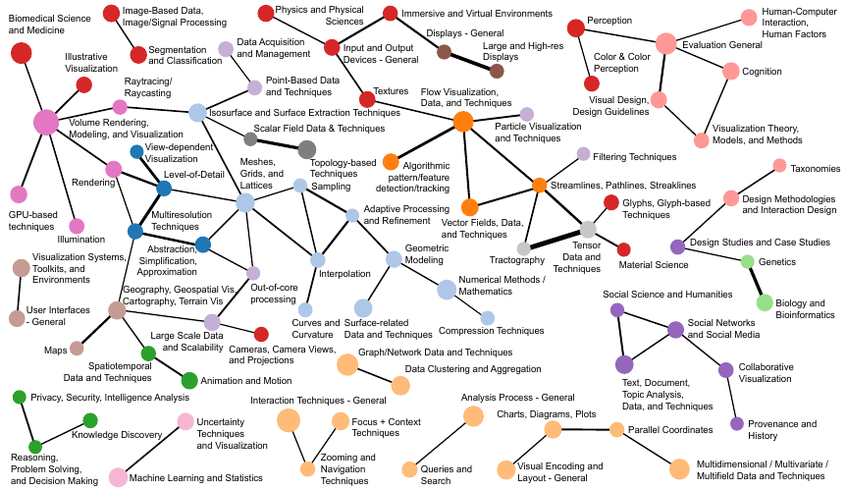 Biomedical Science
and Medicine
Image-Based Data,
Image/Signal Processing
Segmentation
and Classification
Illustrative
Visualization
Data Acquisition
and Management
Physics and Physical
Sciences
Input and Output
Devices - General
Immersive and Virtual Environments
Displays - General
Large and High-res
Displays
Perception
Color & Color
Perception
Evaluation General
Human-Computer
Interaction,
Human Factors
Cognition
Visual Design,
Design Guidelines
Visualization Theory,
Models, and Methods
Raytracing/
Raycasting
Point-Based Data
and Techniques
Textures
Flow Visualization,
Data, and Techniques
Volume Rendering,
Modeling, and Visualization
Isosurface and Surface Extraction Techniques
Scalar Field Data & Techniques
Topology-based
Techniques
Particle Visualization
and Techniques
Filtering Techniques
View-dependent
Visualization
Level-of-Detail
Rendering
Meshes,
Grids, and
Lattices
Sampling
Algorithmic
pattern/feature
detection/tracking
Streamlines, Pathlines, Streaklines
Taxonomies
GPU-based
techniques
Illumination
Multiresolution
Techniques
Adaptive Processing
and Refinement
Vector Fields, Data,
and Techniques
Glyphs, Glyph-based
Techniques
Design Methodologies
and Interaction Design
Abstraction,
Simplification,
Approximation
Tractography
Tensor
Data and
Techniques
Material Science
Design Studies and Case Studies
Visualization Systems,
Toolkits, and
Environments
Interpolation
Geometric
Modeling
Genetics
Out-of-core
processing
Geography, Geospatial Vis,
Cartography, Terrain Vis
Numerical Methods /
Mathematics
Social Science and Humanities
Biology and
Bioinformatics
User Interfaces
- General
Curves and
Curvature
Surface-related Data
and Techniques
Compression Techniques
Social Networks
and Social Media
Maps
Large Scale Data
and Scalability
Cameras, Camera Views,
and Projections
Graph/Network Data and Techniques
Data Clustering and Aggregation
Spatiotemporal
Data and Techniques
Animation and Motion
Text, Document,
Topic Analysis,
Data, and Techniques
Collaborative
Visualization
Privacy, Security, Intelligence Analysis
Knowledge Discovery
Reasoning,
Problem Solving,
and Decision Making
Uncertainty
Techniques
and Visualization
Machine Learning and Statistics
Interaction Techniques - General
Focus + Context
Techniques
Zooming and
Navigation
Techniques
Analysis Process - General
Queries and
Search
Charts, Diagrams, Plots
Visual Encoding and
Layout - General
Parallel Coordinates
Multidimensional / Multivariate /
Multifield Data and Techniques
Provenance and
History